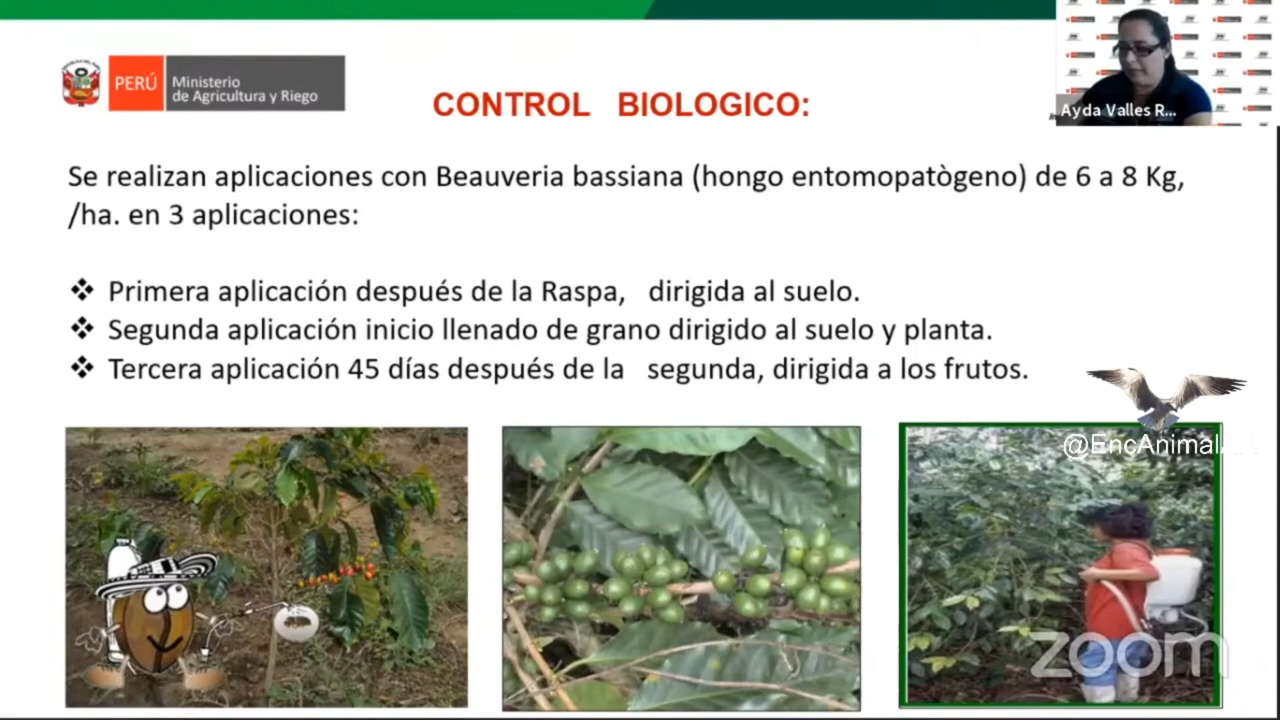 PERÚ
Ministerio
de Agricultura y Riego
CONTROL BIOLOGICO:
Ayda Valles R...
Se realizan aplicaciones con Beauveria bassiana (hongo entomopatògeno) de 6 a 8 Kg,
/ha. en 3 aplicaciones:
❖ Primera aplicación después de la Raspa, dirigida al suelo.
❖ Segunda aplicación inicio llenado de grano dirigido al suelo y planta.
❖ Tercera aplicación 45 días después de la segunda, dirigida a los frutos.
@EncAnimal
zoom